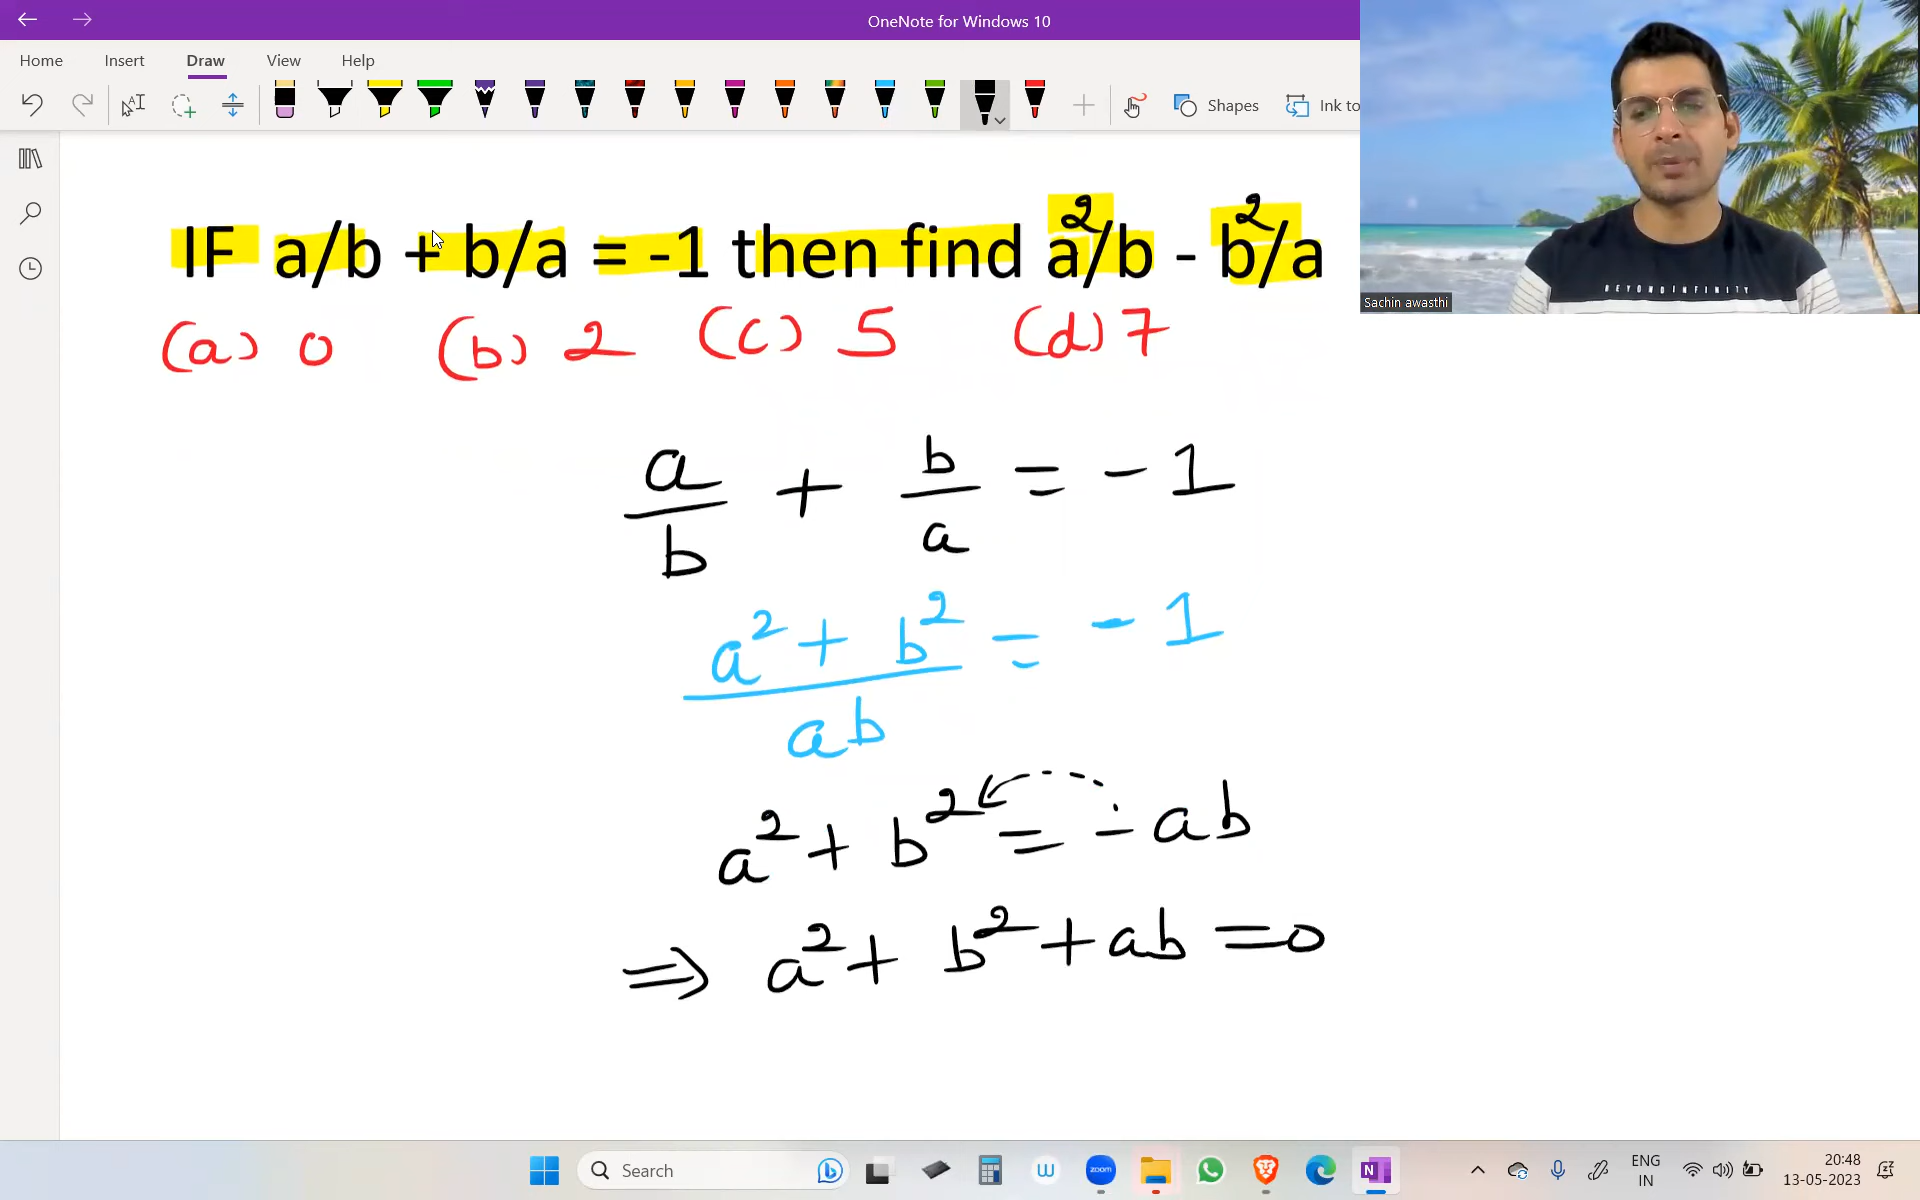 OneNote for Windows 10
Home Insert Draw View Help
Shapes Ink to
IF a/b + b/a = -1 then find a²/b - b²/a
(a) 0 (b) 2 (c) 5 (d) 7
a/b + b/a = -1
a² + b² / ab = -1
a² + b² = -ab
⇒ a² + b² + ab = 0
BEYONDINFINITY
Sachin awasthi
Search
zoom
N
ENG
IN
20:48
13-05-2023